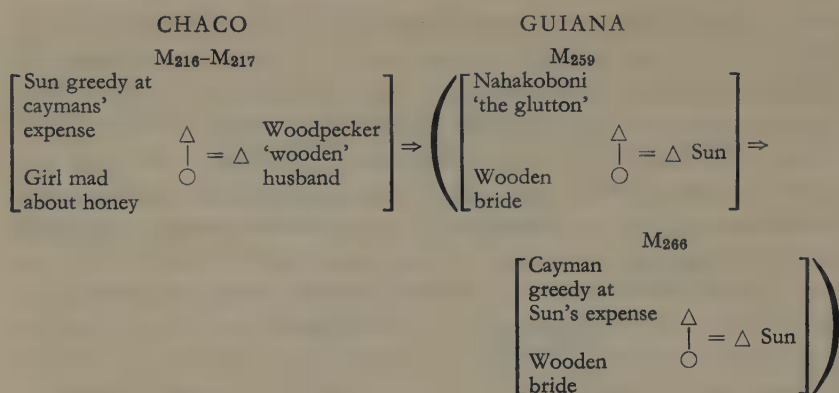 CHACO GUIANA
M216–M217 M259
Sun greedy at
caymans’
expense
Girl mad
about honey
△
|
○ = △
Woodpecker
‘wooden’
husband
⇒
Nahakoboni
‘the glutton’
Wooden
bride
△
|
○ = △ Sun
⇒
M266
Cayman
greedy at
Sun’s expense
Wooden
bride
△
|
○ = △ Sun